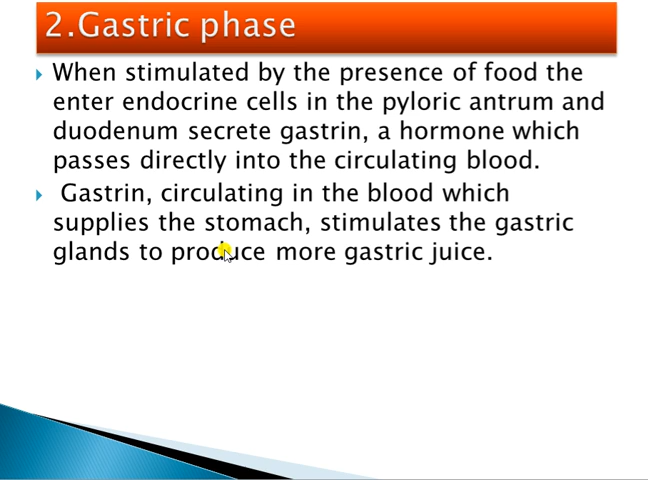 2.Gastric phase
When stimulated by the presence of food the
enter endocrine cells in the pyloric antrum and
duodenum secrete gastrin, a hormone which
passes directly into the circulating blood.
Gastrin, circulating in the blood which
supplies the stomach, stimulates the gastric
glands to produce more gastric juice.